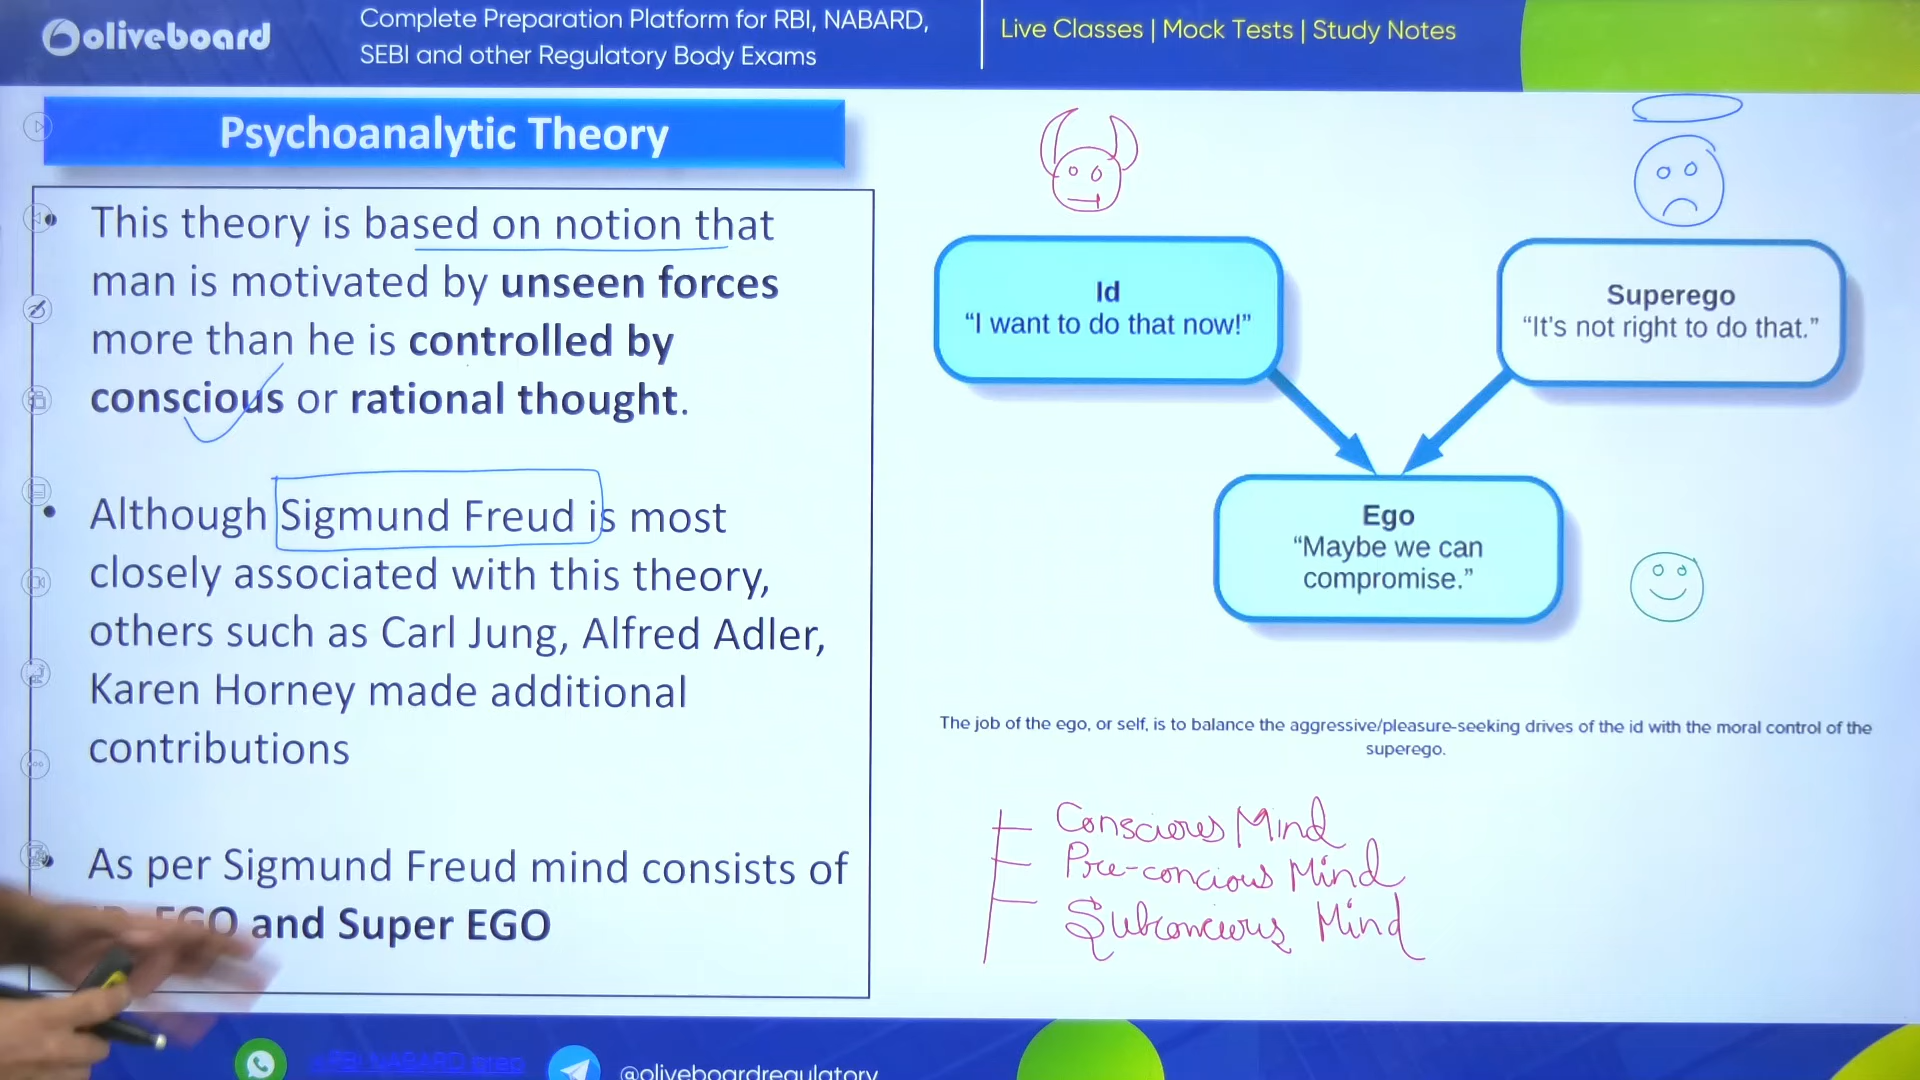 oliveboard
Complete Preparation Platform for RBI, NABARD,
SEBI and other Regulatory Body Exams
Live Classes | Mock Tests | Study Notes
Psychoanalytic Theory
• This theory is based on notion that
man is motivated by unseen forces
more than he is controlled by
conscious or rational thought.
• Although Sigmund Freud is most
closely associated with this theory,
others such as Carl Jung, Alfred Adler,
Karen Horney made additional
contributions
• As per Sigmund Freud mind consists of
EGO and Super EGO
Id
“I want to do that now!”
Superego
“It’s not right to do that.”
Ego
“Maybe we can
compromise.”
The job of the ego, or self, is to balance the aggressive/pleasure-seeking drives of the id with the moral control of the
superego.
Conscious Mind
Pre-concious Mind
Subconcious Mind
RBI NABARD prep
@oliveboardregulatory